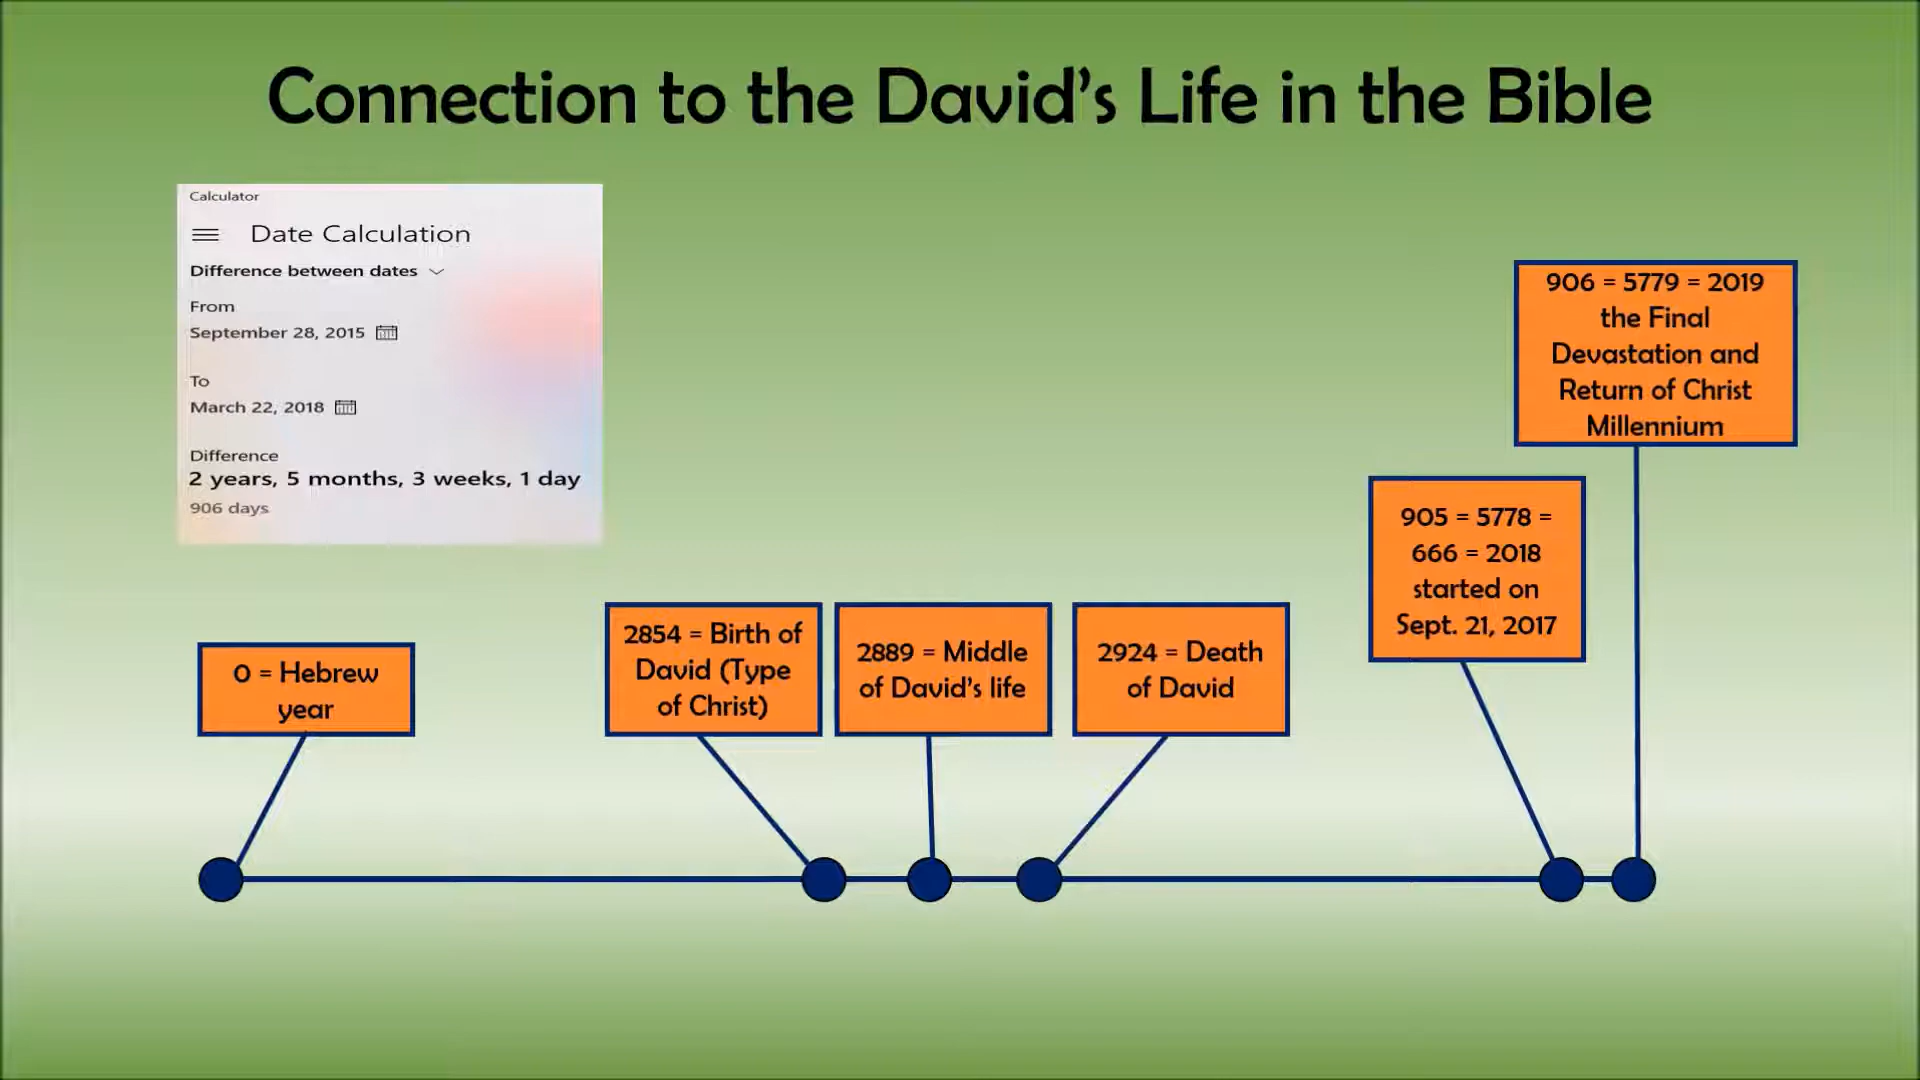 Connection to the David's Life in the Bible
Calculator
Date Calculation
Difference between dates
From
September 28, 2015
To
March 22, 2018
Difference
2 years, 5 months, 3 weeks, 1 day
906 days
906 = 5779 = 2019
the Final
Devastation and
Return of Christ
Millennium
905 = 5778 =
666 = 2018
started on
Sept. 21, 2017
0 = Hebrew
year
2854 = Birth of
David (Type
of Christ)
2889 = Middle
of David's life
2924 = Death
of David